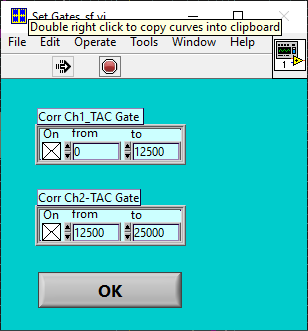 Set Gates_sf.vi
Double right click to copy curves into clipboard
File Edit Operate Tools Window Help
1
Corr Ch1_TAC Gate
On from to
0 12500
Corr Ch2-TAC Gate
On from to
12500 25000
OK